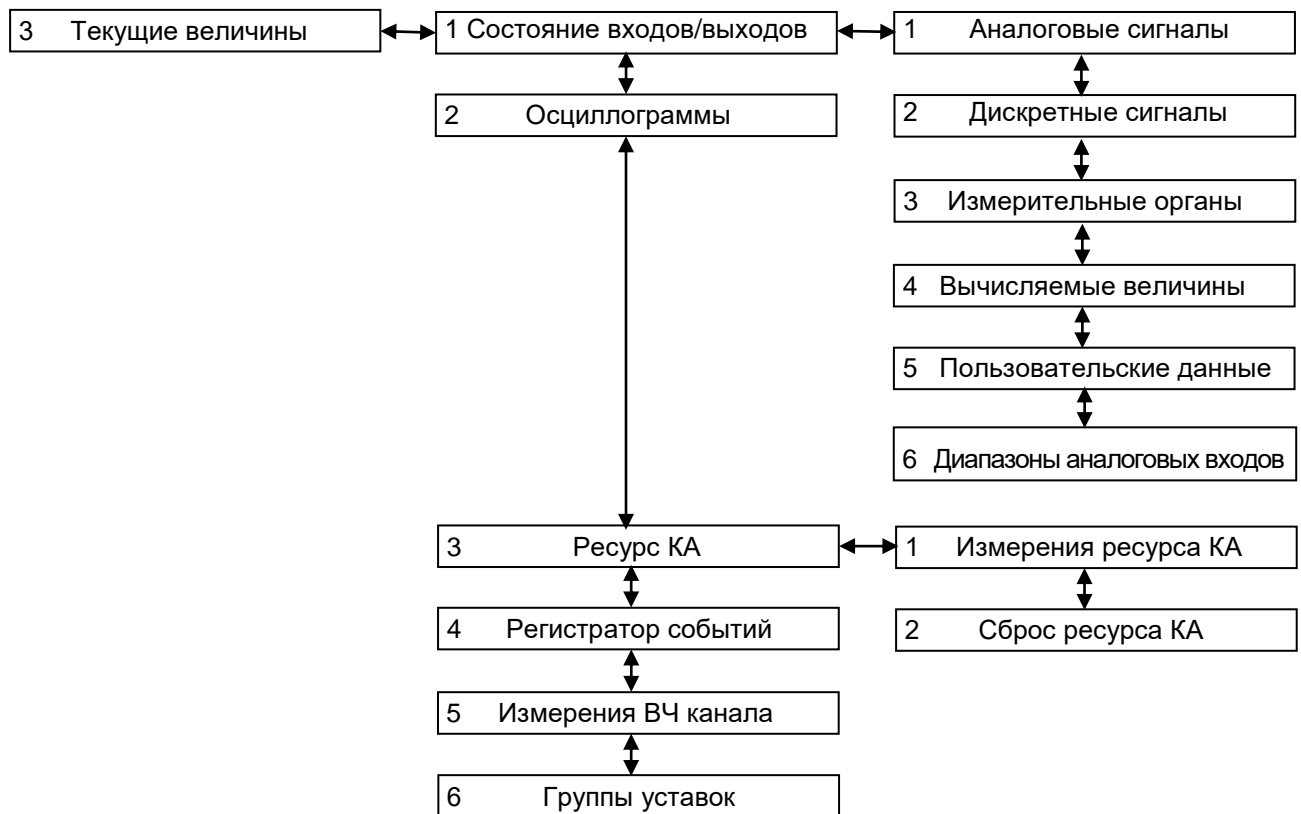 3 Текущие величины
1 Состояние входов/выходов
1 Аналоговые сигналы
2 Осциллограммы
2 Дискретные сигналы
3 Измерительные органы
4 Вычисляемые величины
5 Пользовательские данные
6 Диапазоны аналоговых входов
3 Ресурс КА
1 Измерения ресурса КА
4 Регистратор событий
2 Сброс ресурса КА
5 Измерения ВЧ канала
6 Группы уставок